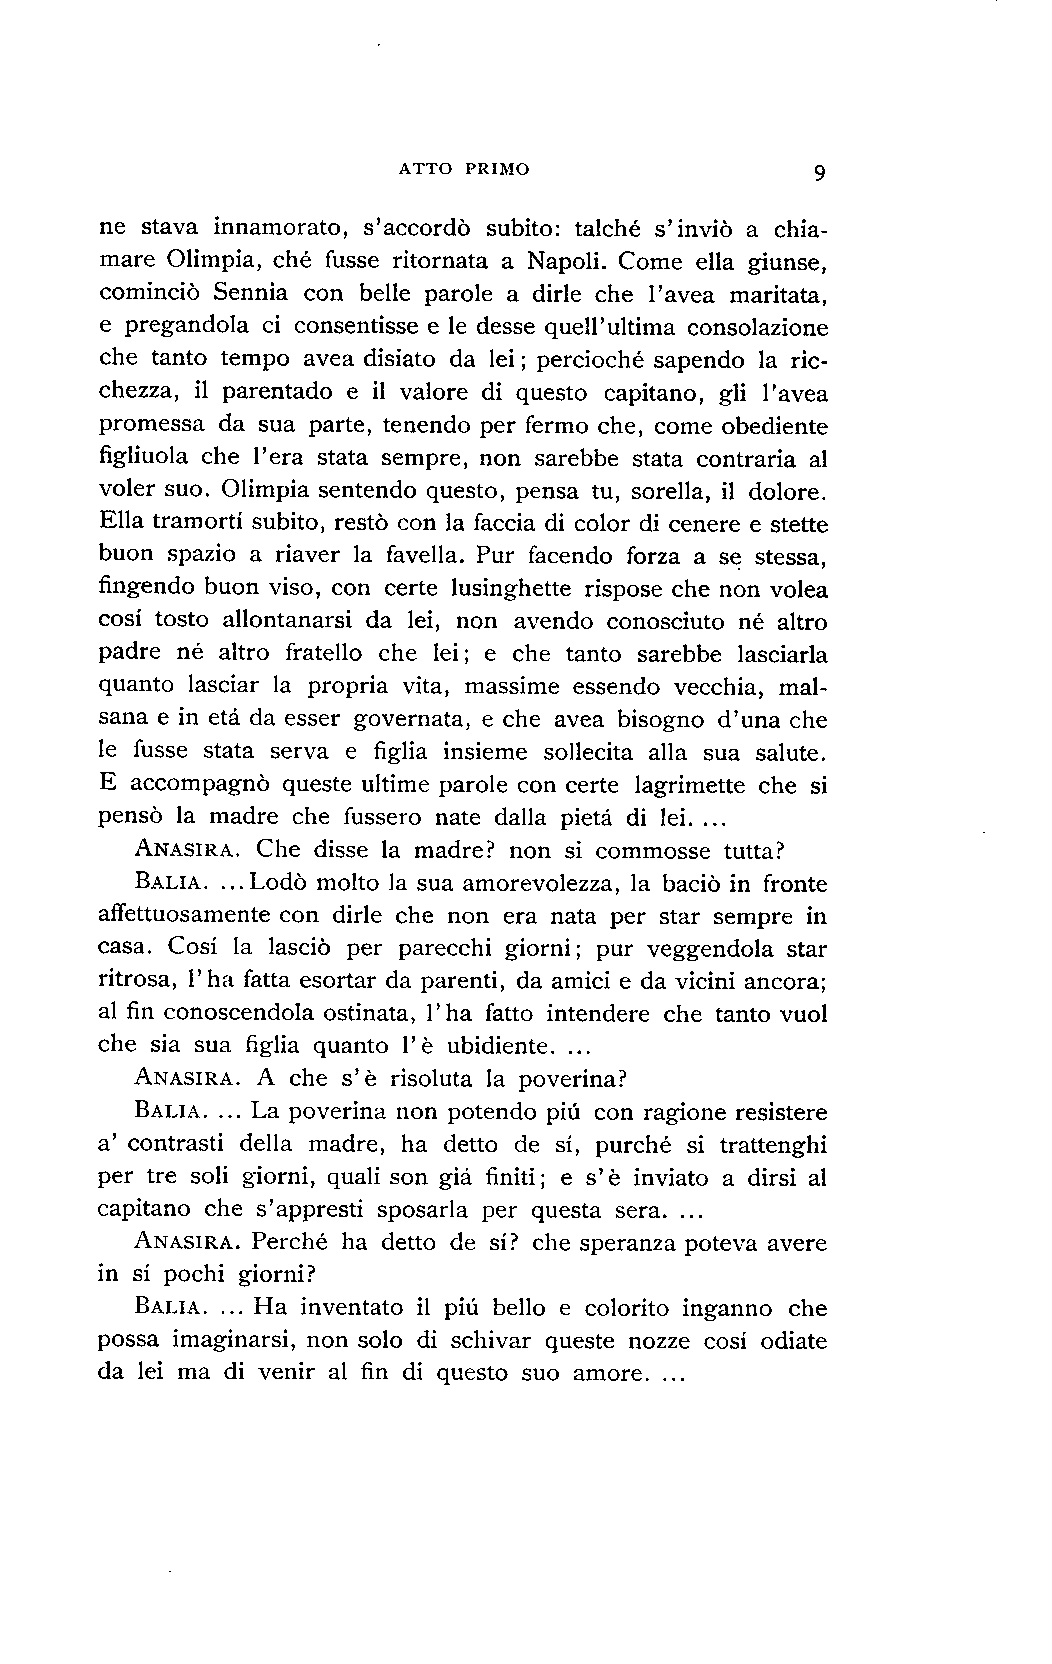 ATTO PRIMO 9
ne stava innamorato, s'accordò subito: talché s'inviò a chia-
mare Olimpia, ché fusse ritornata a Napoli. Come ella giunse,
cominciò Sennia con belle parole a dirle che l'avea maritata,
e pregandola ci consentisse e le desse quell'ultima consolazione
che tanto tempo avea disiato da lei; percioché sapendo la ric-
chezza, il parentado e il valore di questo capitano, gli l'avea
promessa da sua parte, tenendo per fermo che, come obediente
figliuola che l'era stata sempre, non sarebbe stata contraria al
voler suo. Olimpia sentendo questo, pensa tu, sorella, il dolore.
Ella tramortí subito, restò con la faccia di color di cenere e stette
buon spazio a riaver la favella. Pur facendo forza a se stessa,
fingendo buon viso, con certe lusinghette rispose che non volea
cosí tosto allontanarsi da lei, non avendo conosciuto né altro
padre né altro fratello che lei; e che tanto sarebbe lasciarla
quanto lasciar la propria vita, massime essendo vecchia, mal-
sana e in etá da esser governata, e che avea bisogno d'una che
le fusse stata serva e figlia insieme sollecita alla sua salute.
E accompagnò queste ultime parole con certe lagrimette che si
pensò la madre che fussero nate dalla pietá di lei. ...
ANASIRA. Che disse la madre? non si commosse tutta?
BALIA. ... Lodò molto la sua amorevolezza, la baciò in fronte
affettuosamente con dirle che non era nata per star sempre in
casa. Cosí la lasciò per parecchi giorni; pur veggendola star
ritrosa, l'ha fatta esortar da parenti, da amici e da vicini ancora;
al fin conoscendola ostinata, l'ha fatto intendere che tanto vuol
che sia sua figlia quanto l'è ubidiente. ...
ANASIRA. A che s'è risoluta la poverina?
BALIA. ... La poverina non potendo piú con ragione resistere
a' contrasti della madre, ha detto de sí, purché si trattenghi
per tre soli giorni, quali son giá finiti; e s'è inviato a dirsi al
capitano che s'appresti sposarla per questa sera. ...
ANASIRA. Perché ha detto de sí? che speranza poteva avere
in sí pochi giorni?
BALIA. ... Ha inventato il piú bello e colorito inganno che
possa imaginarsi, non solo di schivar queste nozze cosí odiate
da lei ma di venir al fin di questo suo amore. ...